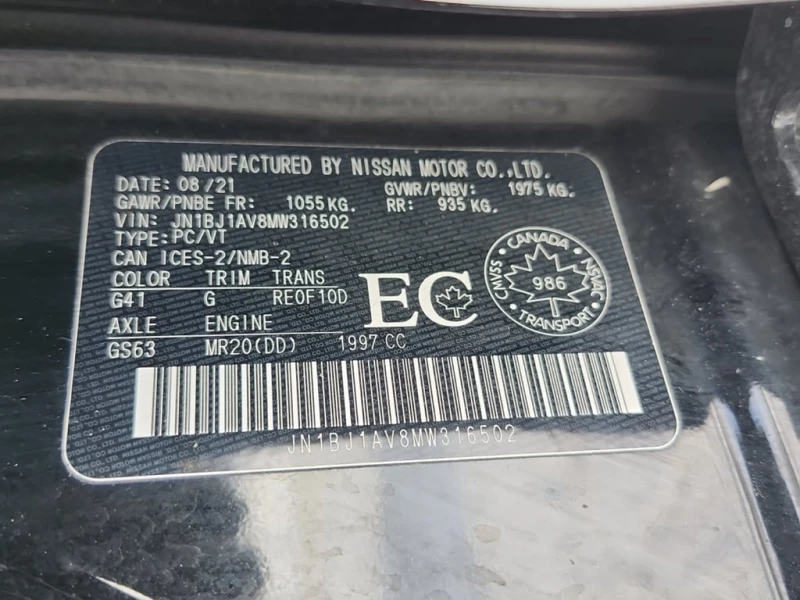 MANUFACTURED BY NISSAN MOTOR CO.,LTD.
DATE: 08/21 GVWR/PNBV: 1975 KG.
GAWR/PNBE FR: 1055 KG. RR: 935 KG.
VIN: JN1BJ1AV8MW316502
TYPE: PC/VT
CAN ICES-2/NMB-2
COLOR TRIM TRANS
G41 G RE0F10D
AXLE ENGINE
GS63 MR20(DD) 1997 CC
EC
CANADA
CMVSS
NSVAC
986
TRANSPORT
JN1BJ1AV8MW316502